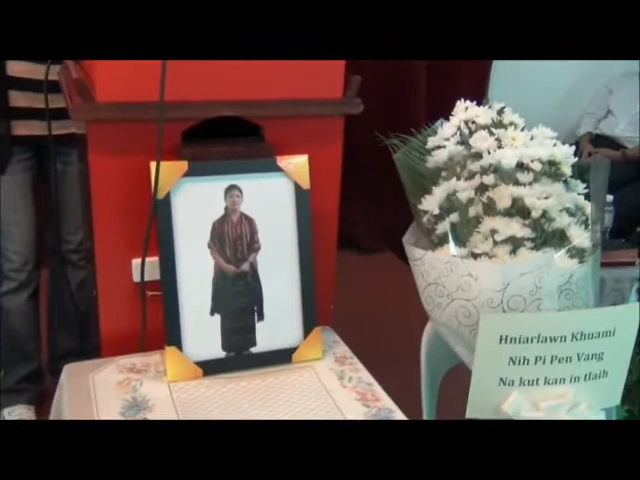 Hniarlawn Khuami
Nih Pi Pen Vang
Na kut kan in tlaih